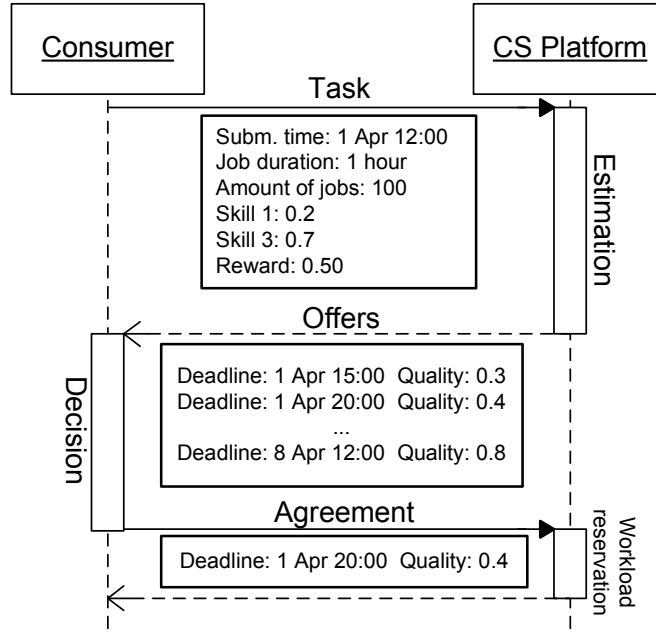 Consumer
CS Platform
Task
Subm. time: 1 Apr 12:00
Job duration: 1 hour
Amount of jobs: 100
Skill 1: 0.2
Skill 3: 0.7
Reward: 0.50
Estimation
Offers
Deadline: 1 Apr 15:00 Quality: 0.3
Deadline: 1 Apr 20:00 Quality: 0.4
...
Deadline: 8 Apr 12:00 Quality: 0.8
Decision
Agreement
Deadline: 1 Apr 20:00 Quality: 0.4
Workload
reservation